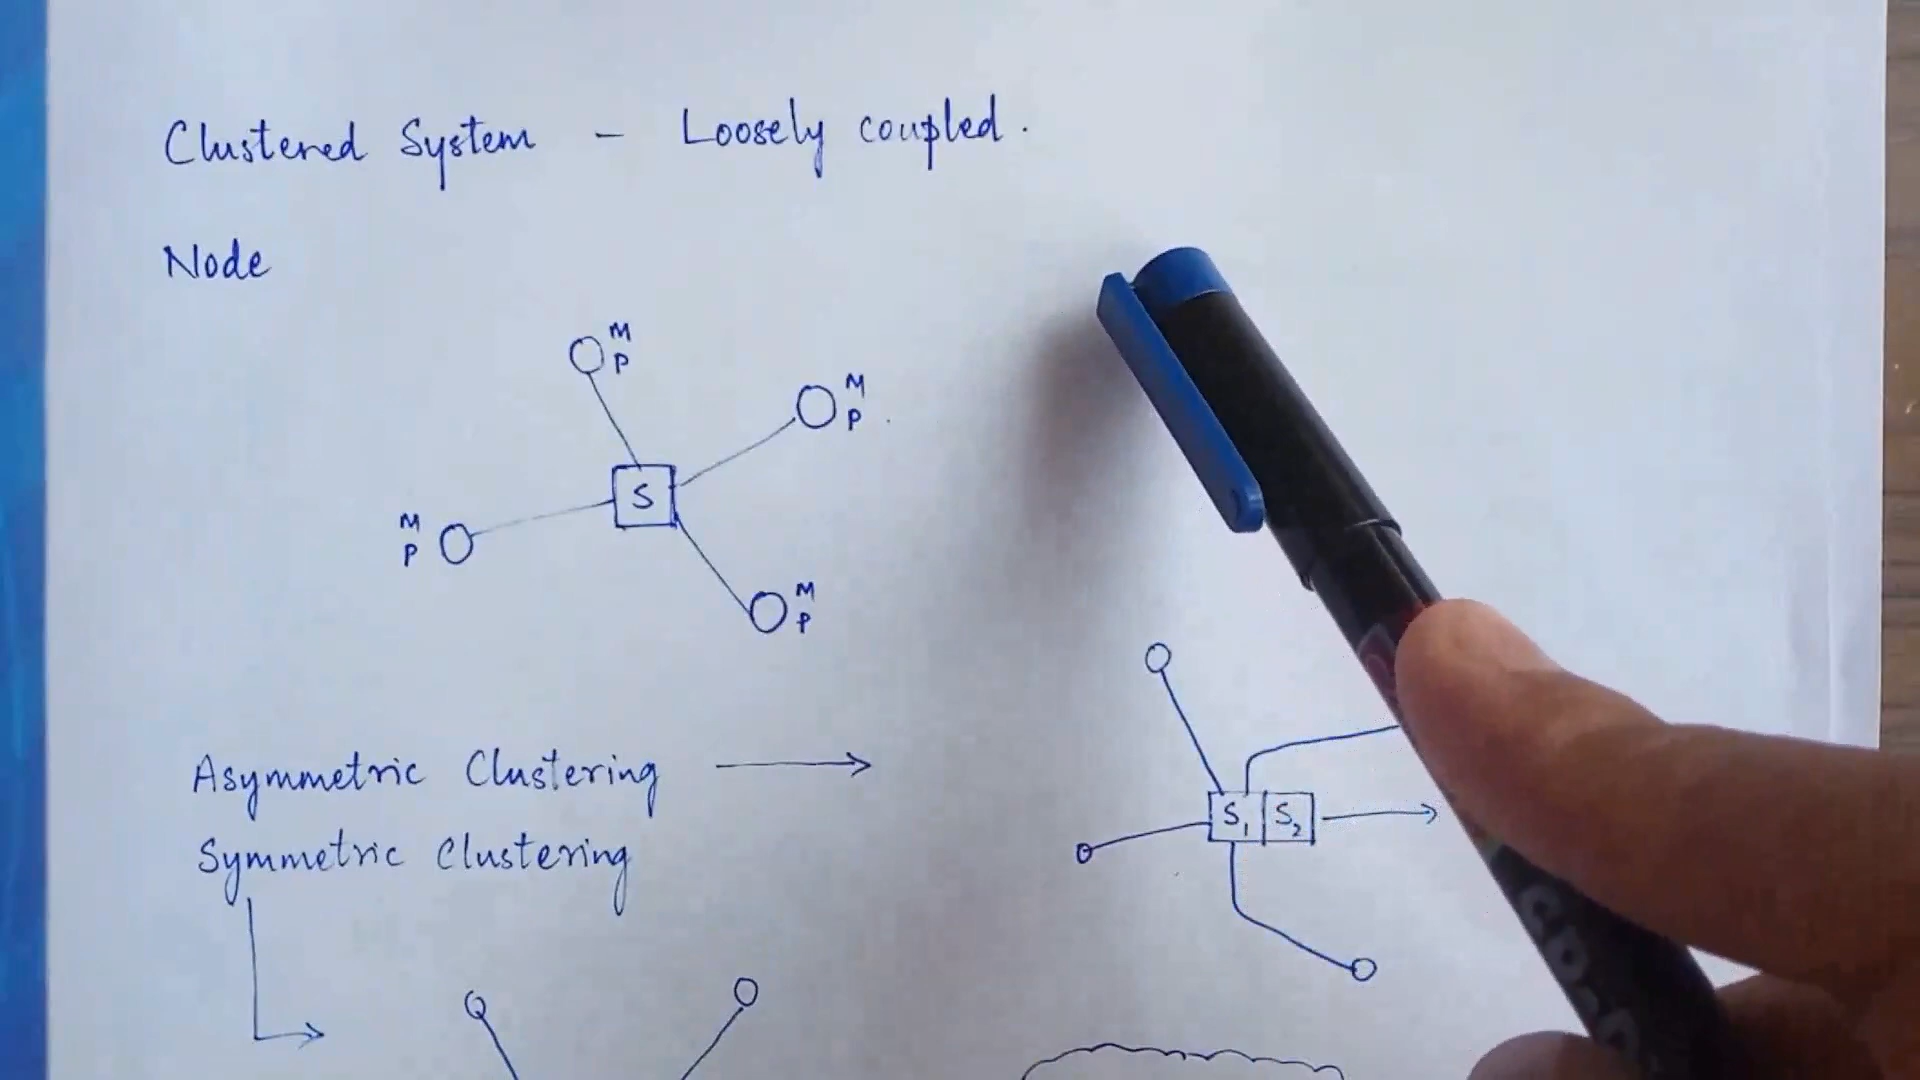 Clustered System - Loosely coupled.
Node
M
P
M
P
S
M
P
M
P
Asymmetric Clustering
S1 S2
Symmetric Clustering